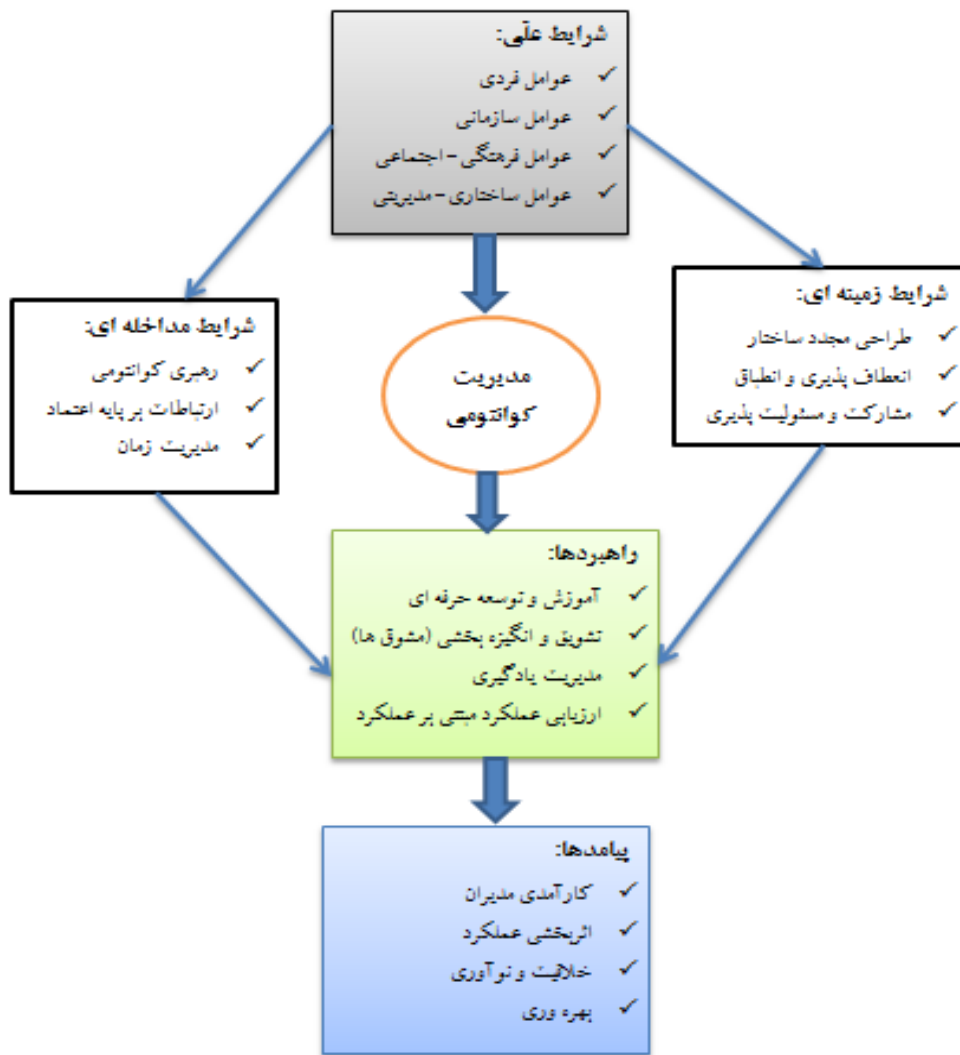 شرایط علّی:
✓ عوامل فردی
✓ عوامل سازمانی
✓ عوامل فرهنگی - اجتماعی
✓ عوامل ساختاری - مدیریتی
شرایط زمینه ای:
✓ طراحی مجدد ساختار
✓ انعطاف پذیری و انطباق
✓ مشارکت و مسئولیت پذیری
مدیریت
کوانتومی
شرایط مداخله ای:
✓ رهبری کوانتومی
✓ ارتباطات بر پایه اعتماد
✓ مدیریت زمان
راهبردها:
✓ آموزش و توسعه حرفه ای
✓ تشویق و انگیزه بخشی (مشوق ها)
✓ مدیریت یادگیری
✓ ارزیابی عملکرد مبتنی بر عملکرد
پیامدها:
✓ کارآمدی مدیران
✓ اثربخشی عملکرد
✓ خلاقیت و نوآوری
✓ بهره وری